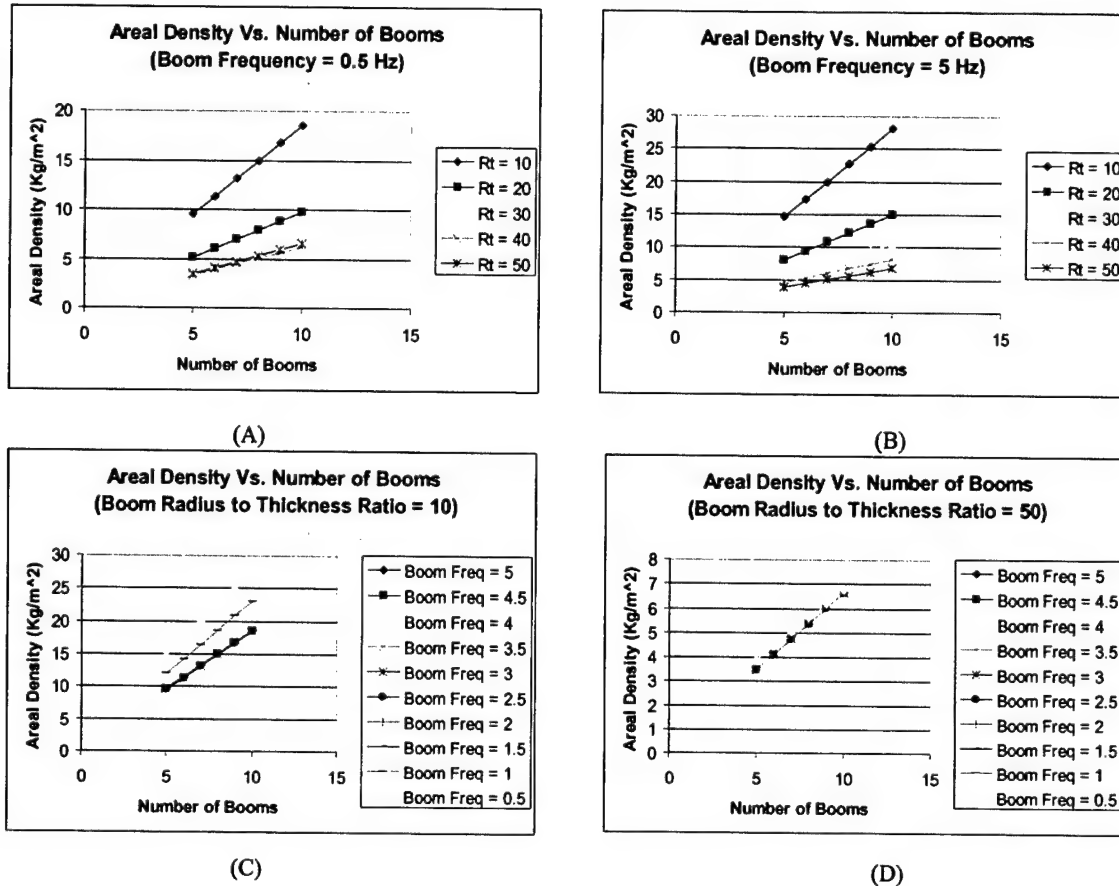 Areal Density Vs. Number of Booms
(Boom Frequency = 0.5 Hz)
Areal Density (Kg/m^2)
20
15
10
5
0
0 5 10 15
Number of Booms
Rt = 10
Rt = 20
Rt = 30
Rt = 40
Rt = 50
(A)
Areal Density Vs. Number of Booms
(Boom Frequency = 5 Hz)
Areal Density (Kg/m^2)
30
25
20
15
10
5
0
0 5 10 15
Number of Booms
Rt = 10
Rt = 20
Rt = 30
Rt = 40
Rt = 50
(B)
Areal Density Vs. Number of Booms
(Boom Radius to Thickness Ratio = 10)
Areal Density (Kg/m^2)
30
25
20
15
10
5
0
0 5 10 15
Number of Booms
Boom Freq = 5
Boom Freq = 4.5
Boom Freq = 4
Boom Freq = 3.5
Boom Freq = 3
Boom Freq = 2.5
Boom Freq = 2
Boom Freq = 1.5
Boom Freq = 1
Boom Freq = 0.5
(C)
Areal Density Vs. Number of Booms
(Boom Radius to Thickness Ratio = 50)
Areal Density (Kg/m^2)
8
7
6
5
4
3
2
1
0
0 5 10 15
Number of Booms
Boom Freq = 5
Boom Freq = 4.5
Boom Freq = 4
Boom Freq = 3.5
Boom Freq = 3
Boom Freq = 2.5
Boom Freq = 2
Boom Freq = 1.5
Boom Freq = 1
Boom Freq = 0.5
(D)